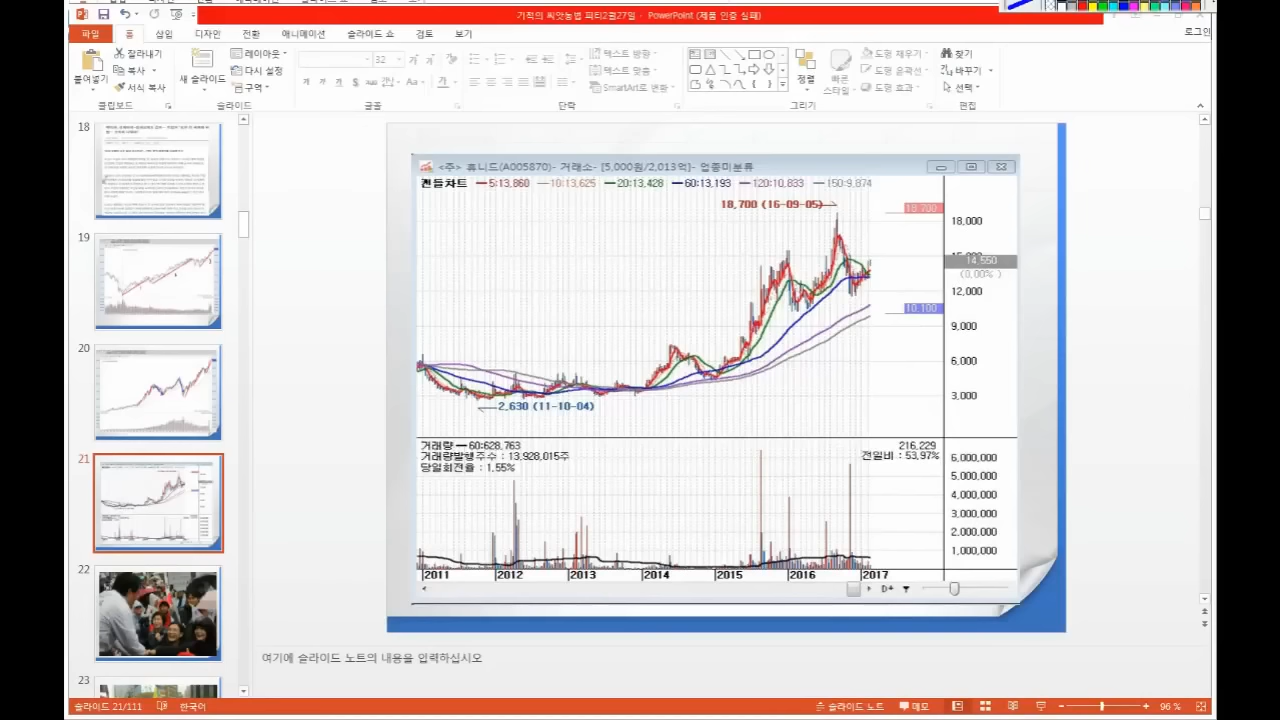 기적의 씨앗농법 파티2월27일 - PowerPoint (제품 인증 실패)
파일 홈 삽입 디자인 전환 애니메이션 슬라이드 쇼 검토 보기
로그인
붙여넣기 잘라내기 복사 서식 복사
새 슬라이드 레이아웃 다시 설정 구역
32
텍스트 방향 텍스트 맞춤 SmartArt로 변환
정렬 빠른 스타일 도형 채우기 도형 윤곽선 도형 효과
찾기 바꾸기 선택
클립보드 슬라이드 글꼴 단락 그리기 편집
18
19
20
21
22
23
<주> 휴니드(A005870)- 거래소- [5,000원/2,013억]- 업종미분류
캔들차트 5:13,860 10:13,625 20:13,428 60:13,193 120:10,833 150:9,874
18,700 (16-09-05)
18,700
18,000
14,550
(0,00% )
12,000
10,100
9,000
6,000
3,000
2,630 (11-10-04)
거래량 60:628,763
216,229
거래량발행주수 : 13,928,015주
전일비 : 53,97%
당일회전율 : 1,55%
6,000,000
5,000,000
4,000,000
3,000,000
2,000,000
1,000,000
2011 2012 2013 2014 2015 2016 2017
여기에 슬라이드 노트의 내용을 입력하십시오
슬라이드 21/111 한국어 슬라이드 노트 메모 96 %